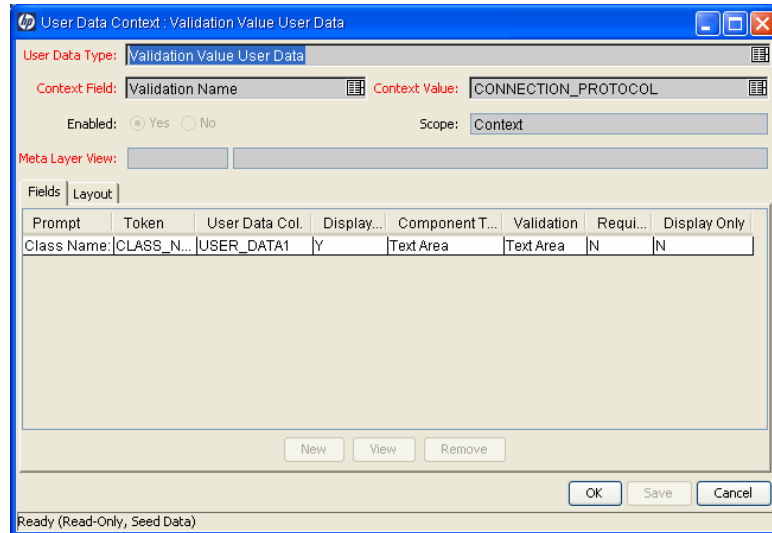 hp User Data Context : Validation Value User Data
User Data Type: Validation Value User Data
Context Field: Validation Name Context Value: CONNECTION_PROTOCOL
Enabled: Yes No Scope: Context
Meta Layer View:
Fields Layout
Prompt Token User Data Col. Display... Component T... Validation Requi... Display Only
Class Name: CLASS_N... USER_DATA1 Y Text Area Text Area N N
New View Remove
OK Save Cancel
Ready (Read-Only, Seed Data)